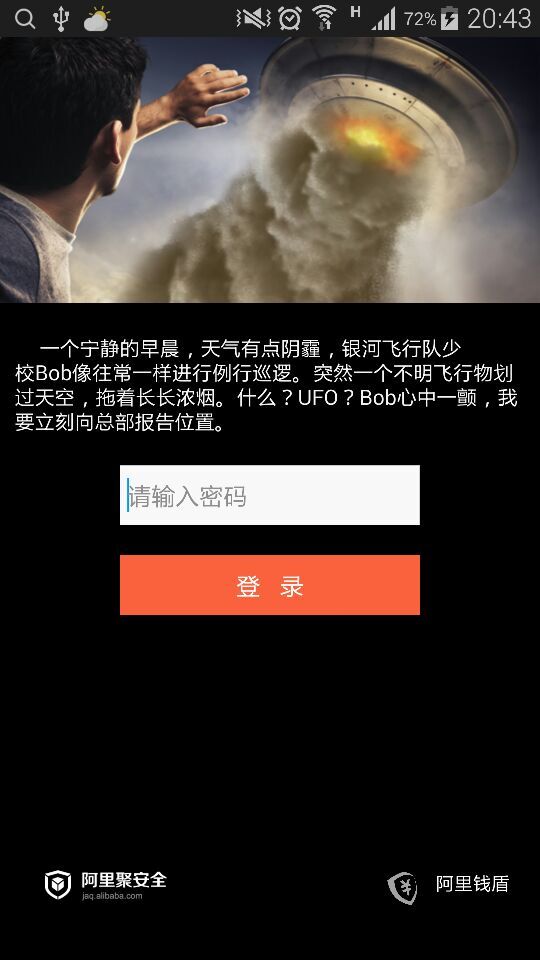 H 72% 20:43
一个宁静的早晨，天气有点阴霾，银河飞行队少
校Bob像往常一样进行例行巡逻。突然一个不明飞行物划
过天空，拖着长长浓烟。什么？UFO？Bob心中一颤，我
要立刻向总部报告位置。
请输入密码
登 录
阿里聚安全
jaq.alibaba.com
阿里钱盾